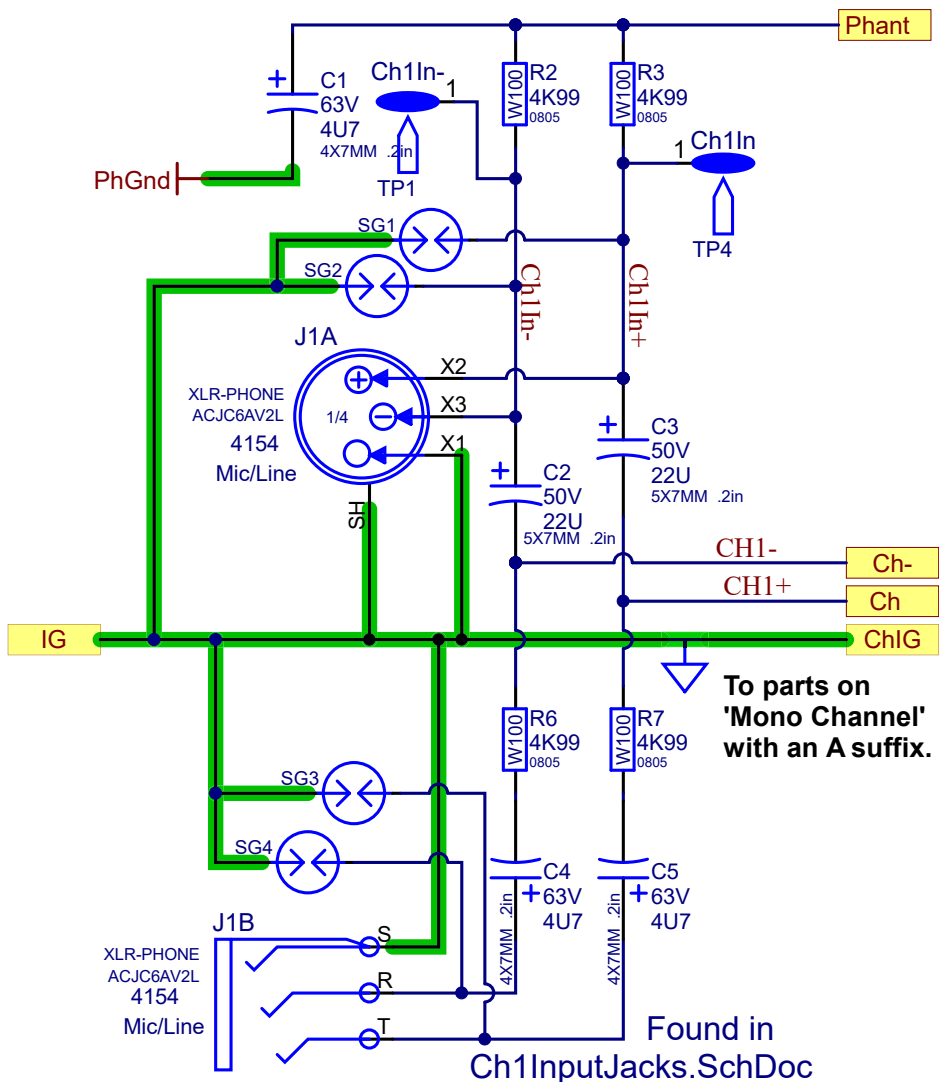 Phant
C1
63V
4U7
4X7MM .2in
Ch1In-
1
TP1
R2
4K99
0805
W100
R3
4K99
0805
W100
1
Ch1In
TP4
PhGnd
SG1
SG2
Ch1In-
Ch1In+
J1A
XLR-PHONE
ACJC6AV2L
4154
Mic/Line
1/4
X2
X3
X1
SH
C2
50V
22U
5X7MM .2in
C3
50V
22U
5X7MM .2in
CH1-
Ch-
CH1+
Ch
IG
ChIG
To parts on
'Mono Channel'
with an A suffix.
R6
4K99
0805
W100
R7
4K99
0805
W100
SG3
SG4
C4
63V
4U7
4X7MM .2in
C5
63V
4U7
4X7MM .2in
J1B
XLR-PHONE
ACJC6AV2L
4154
Mic/Line
S
R
T
Found in
Ch1InputJacks.SchDoc